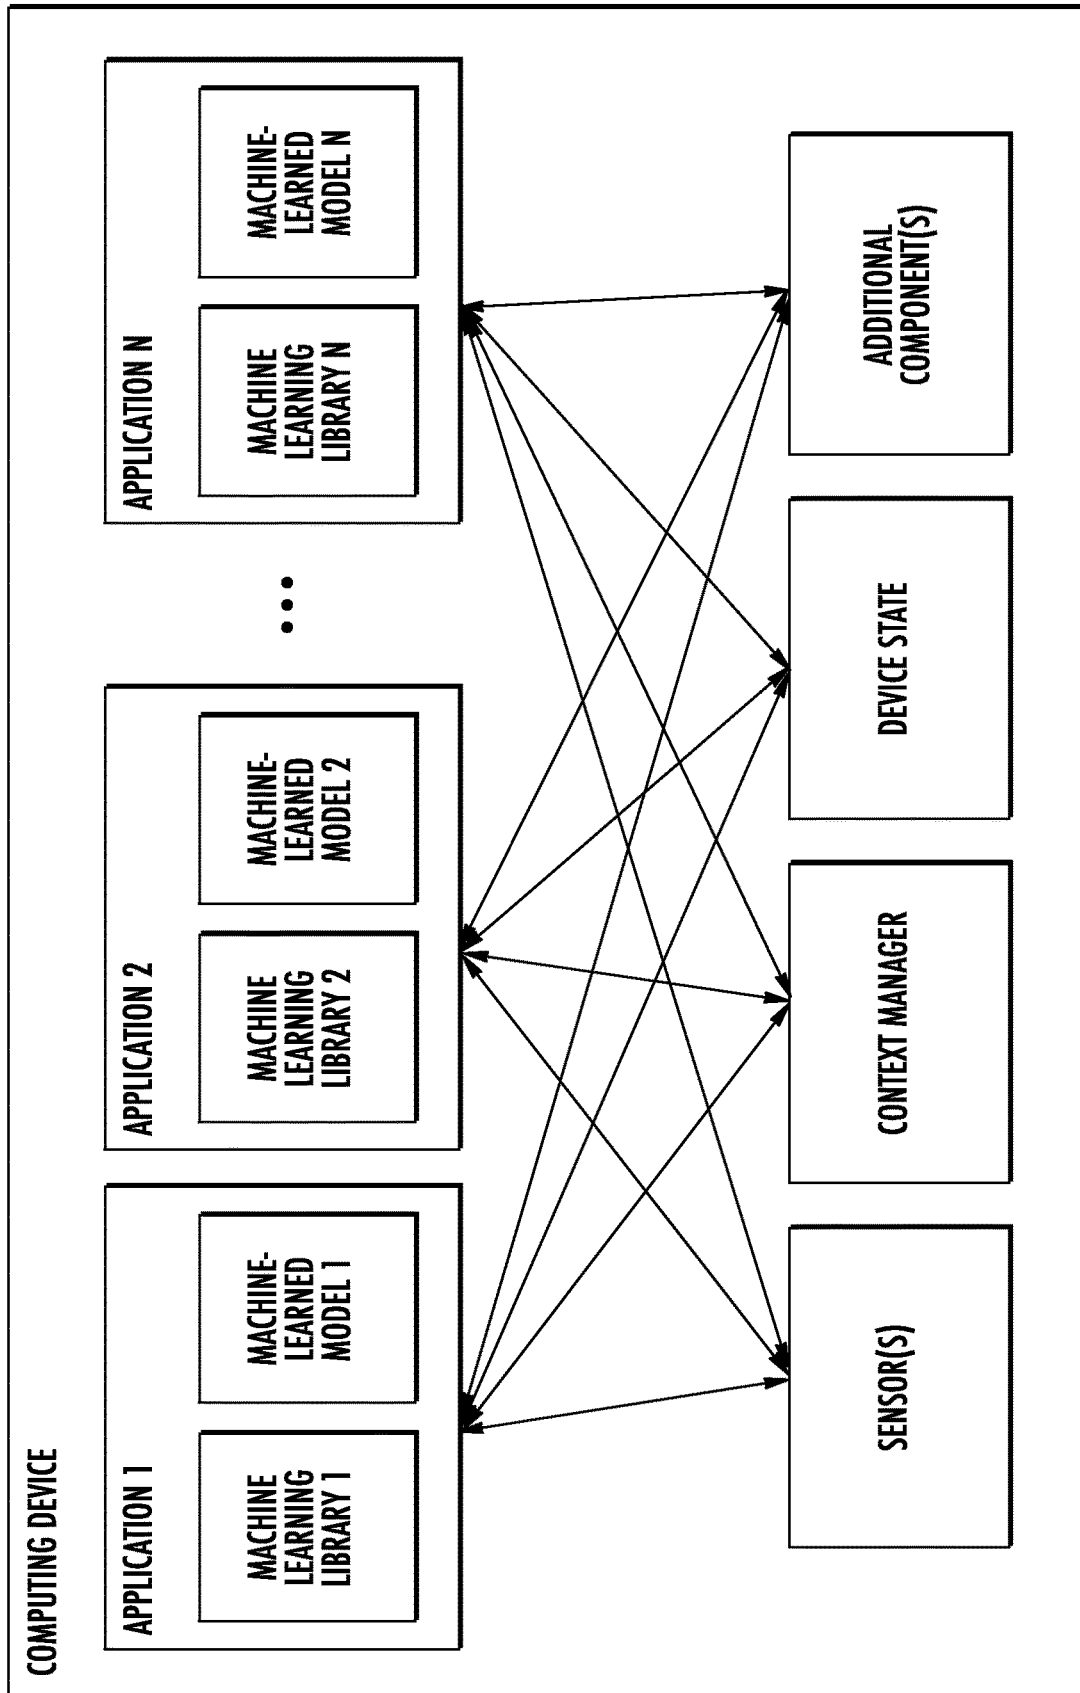 COMPUTING DEVICE
APPLICATION 1
MACHINE
LEARNING
LIBRARY 1
MACHINE-
LEARNED
MODEL 1
APPLICATION 2
MACHINE
LEARNING
LIBRARY 2
MACHINE-
LEARNED
MODEL 2
APPLICATION N
MACHINE
LEARNING
LIBRARY N
MACHINE-
LEARNED
MODEL N
SENSOR(S)
CONTEXT MANAGER
DEVICE STATE
ADDITIONAL
COMPONENT(S)